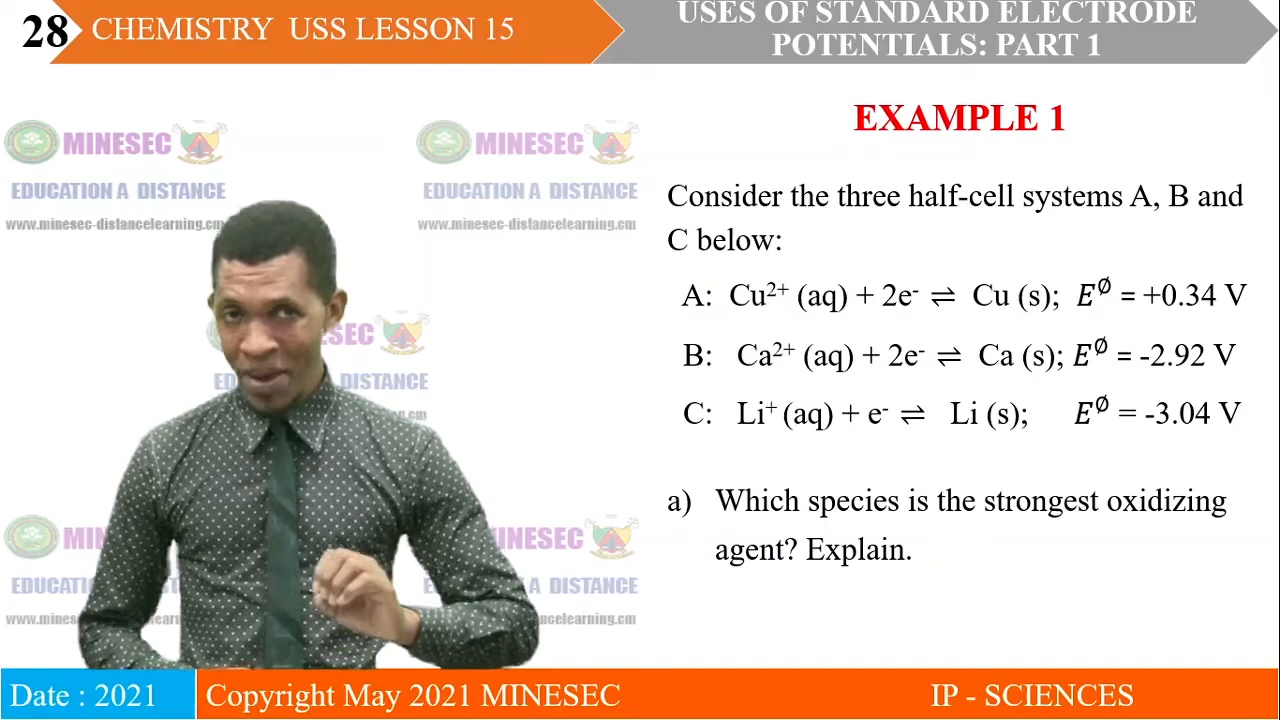 28
CHEMISTRY USS LESSON 15
USES OF STANDARD ELECTRODE
POTENTIALS: PART 1
EXAMPLE 1
MINESEC
EDUCATION A DISTANCE
www.minesec-distancelearning.cm
MINESEC
EDUCATION A DISTANCE
www.minesec-distancelearning.cm
Consider the three half-cell systems A, B and
C below:
A: Cu²⁺ (aq) + 2e⁻ ⇌ Cu (s); E^∅ = +0.34 V
B: Ca²⁺ (aq) + 2e⁻ ⇌ Ca (s); E^∅ = -2.92 V
C: Li⁺ (aq) + e⁻ ⇌ Li (s); E^∅ = -3.04 V
a) Which species is the strongest oxidizing
agent? Explain.
DISTANCE
EDUCATION
DISTANCE
Date : 2021
Copyright May 2021 MINESEC
IP - SCIENCES